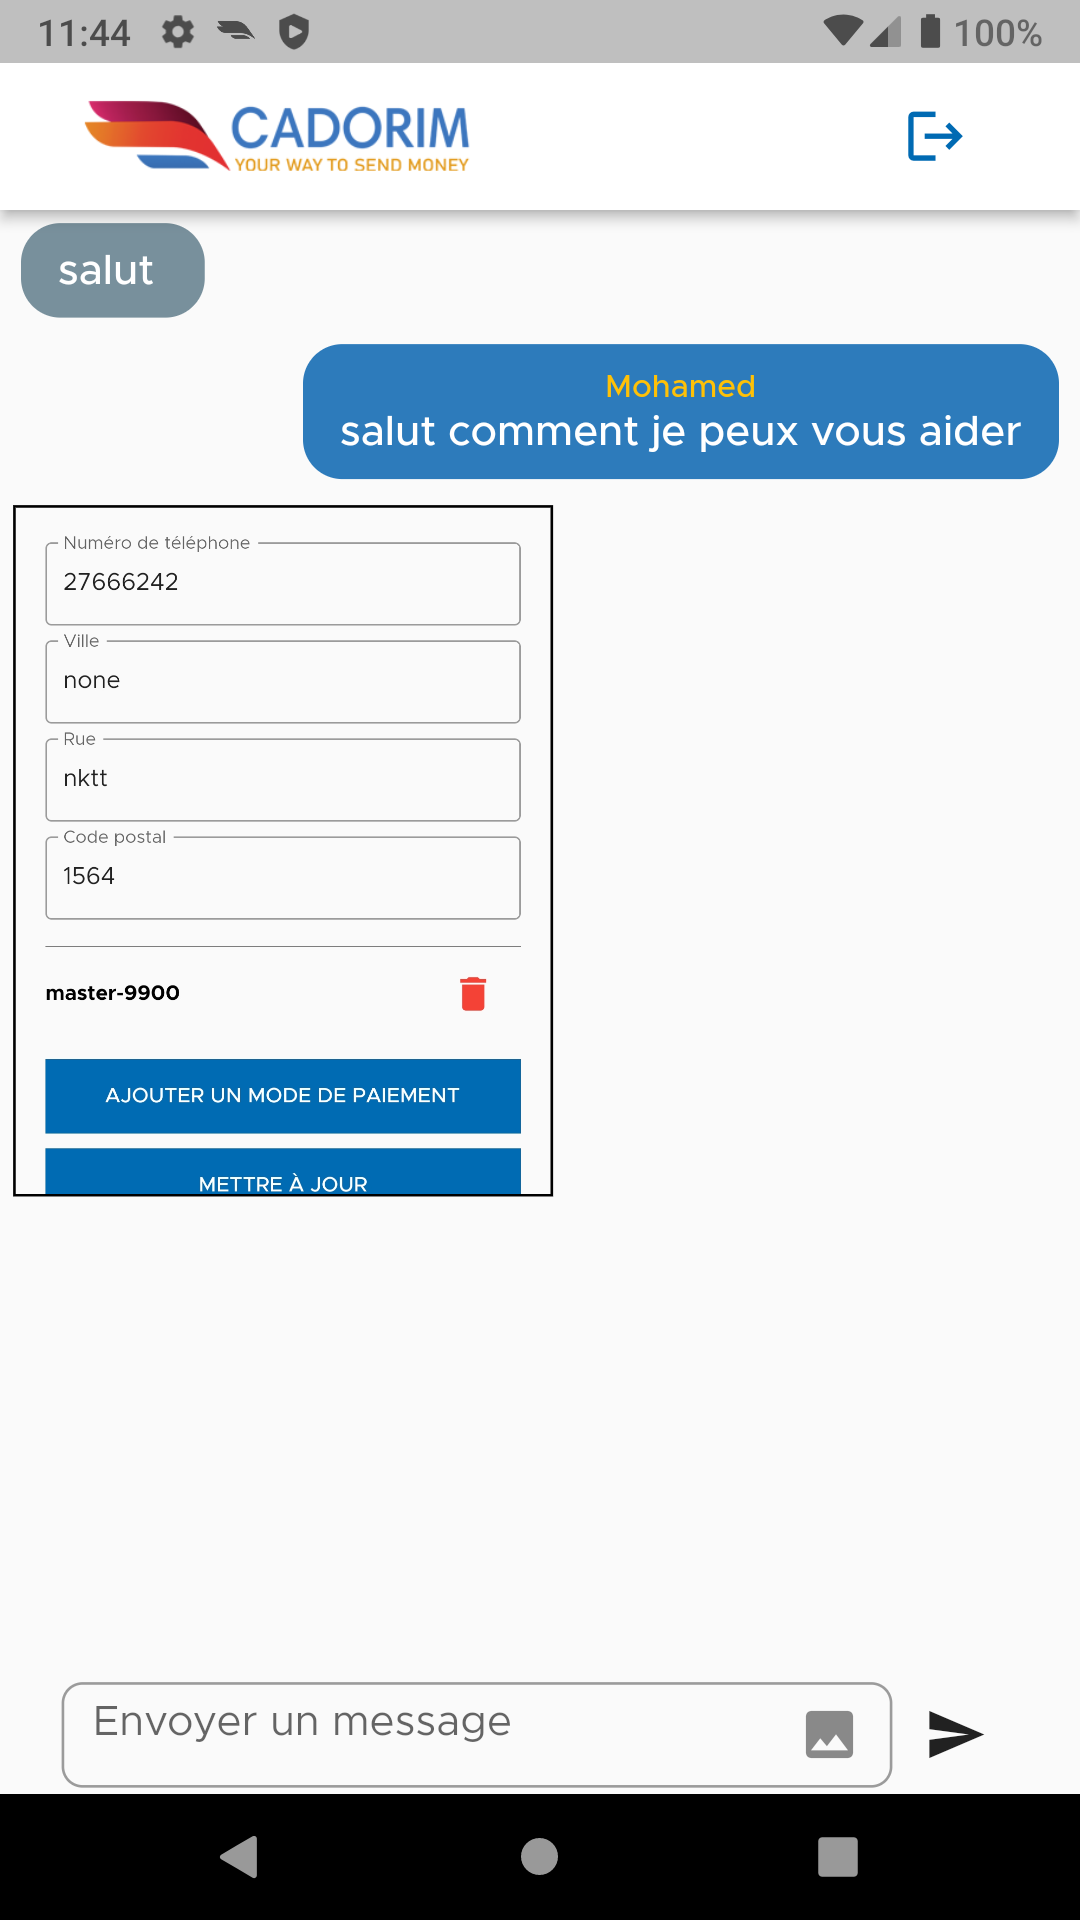 11:44
100%
CADORIM
YOUR WAY TO SEND MONEY
salut
Mohamed
salut comment je peux vous aider
Numéro de téléphone
27666242
Ville
none
Rue
nktt
Code postal
1564
master-9900
AJOUTER UN MODE DE PAIEMENT
METTRE À JOUR
Envoyer un message